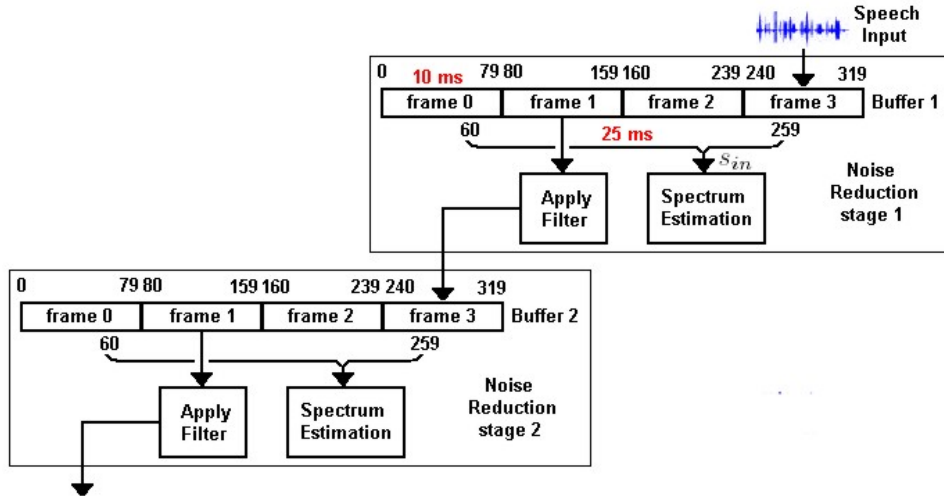 Speech
Input
0 79 80 159 160 239 240 319
10 ms
frame 0 frame 1 frame 2 frame 3 Buffer 1
60 25 ms 259
s_in
Apply
Filter
Spectrum
Estimation
Noise
Reduction
stage 1
0 79 80 159 160 239 240 319
frame 0 frame 1 frame 2 frame 3 Buffer 2
60 259
Apply
Filter
Spectrum
Estimation
Noise
Reduction
stage 2